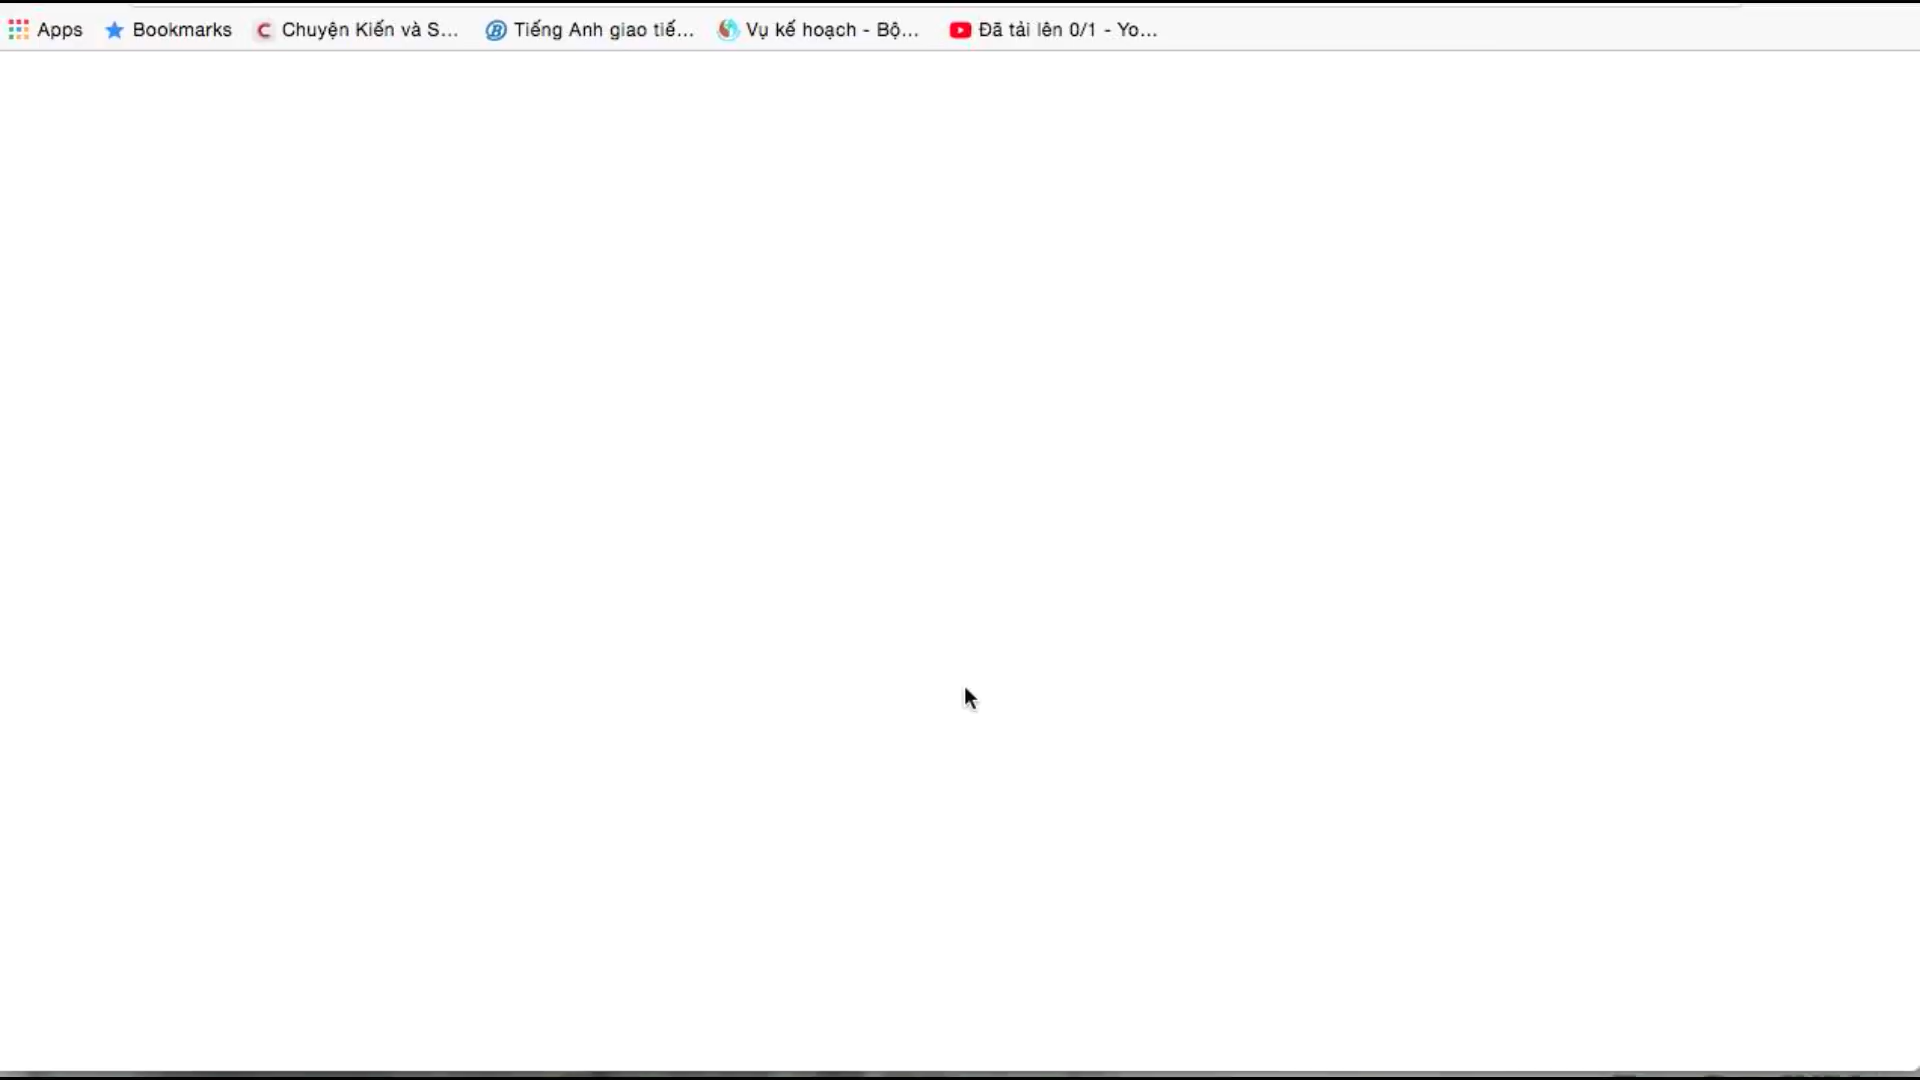 Apps Bookmarks Chuyện Kiến và S... Tiếng Anh giao tiế... Vụ kế hoạch - Bộ... Đã tải lên 0/1 - Yo...